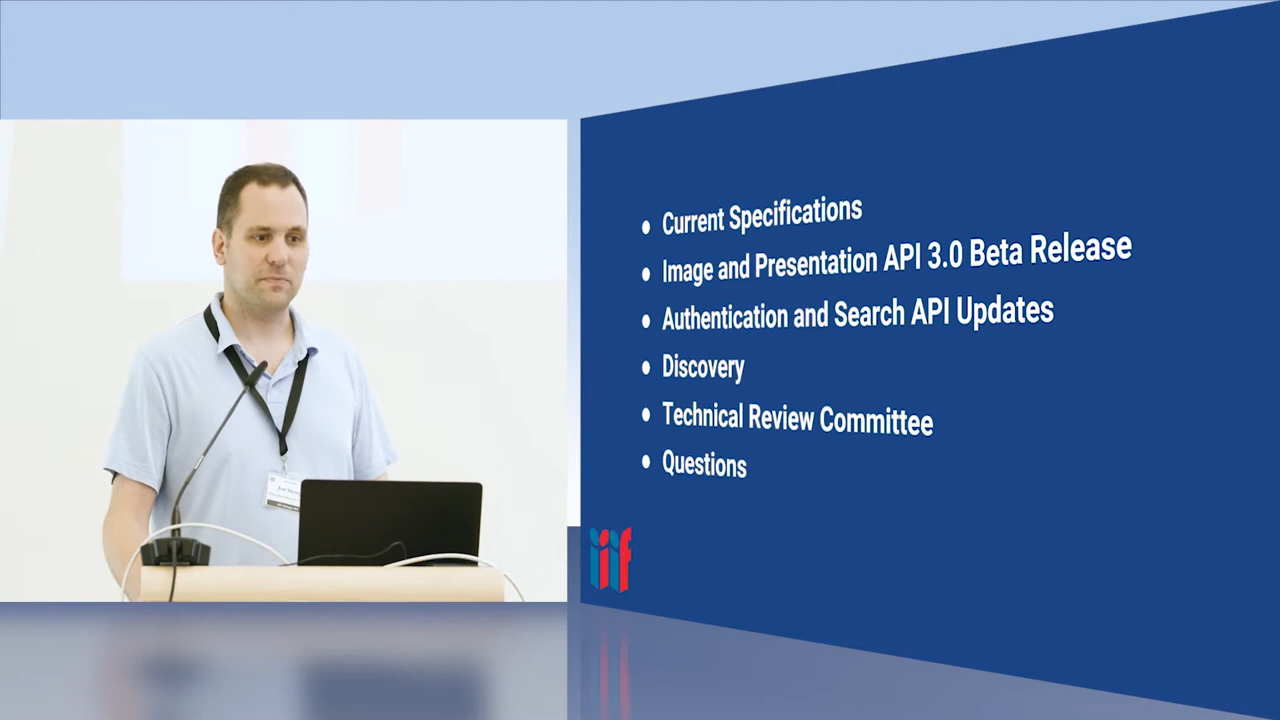 Current Specifications
Image and Presentation API 3.0 Beta Release
Authentication and Search API Updates
Discovery
Technical Review Committee
Questions
iiif